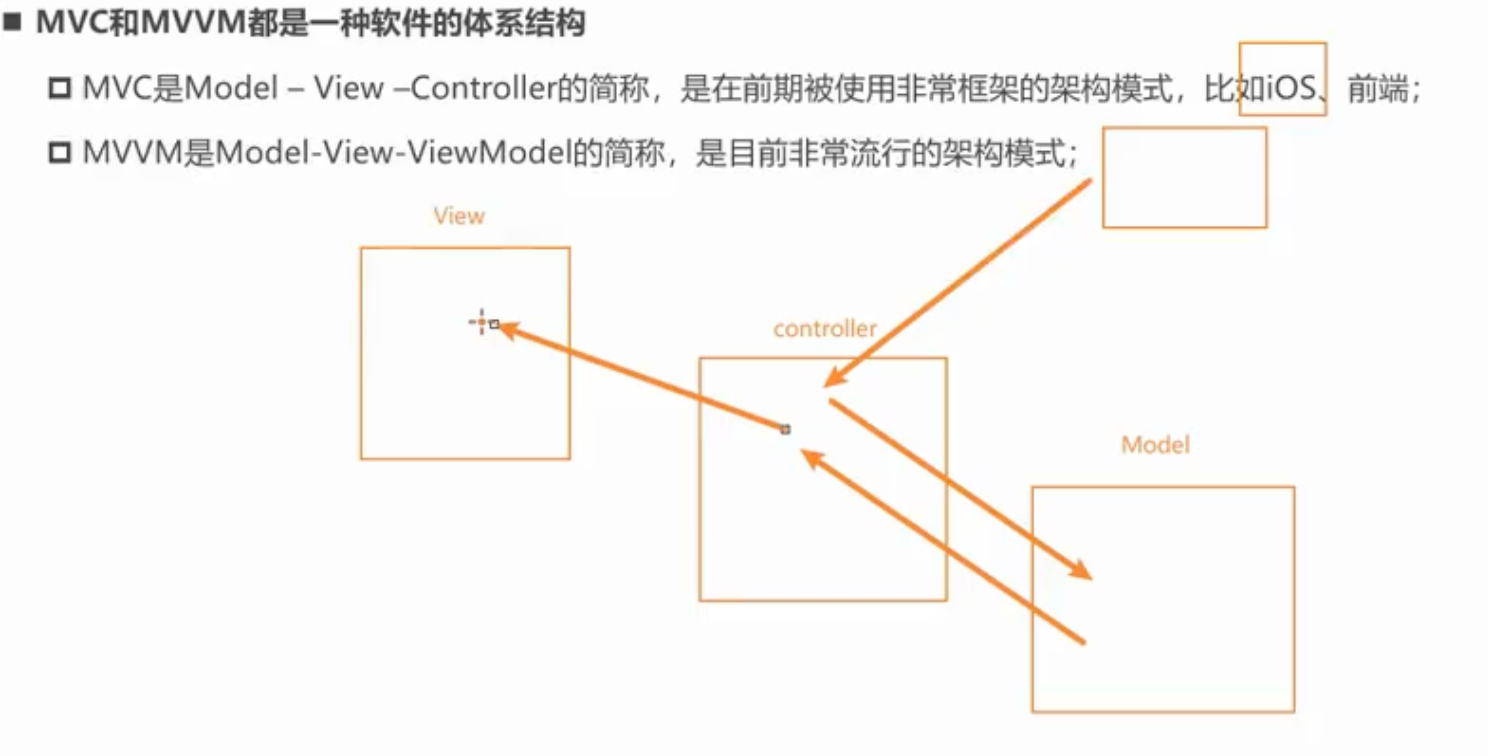 MVC和MVVM都是一种软件的体系结构
MVC是Model – View –Controller的简称，是在前期被使用非常框架的架构模式，比如iOS、前端；
MVVM是Model-View-ViewModel的简称，是目前非常流行的架构模式；
View
controller
Model